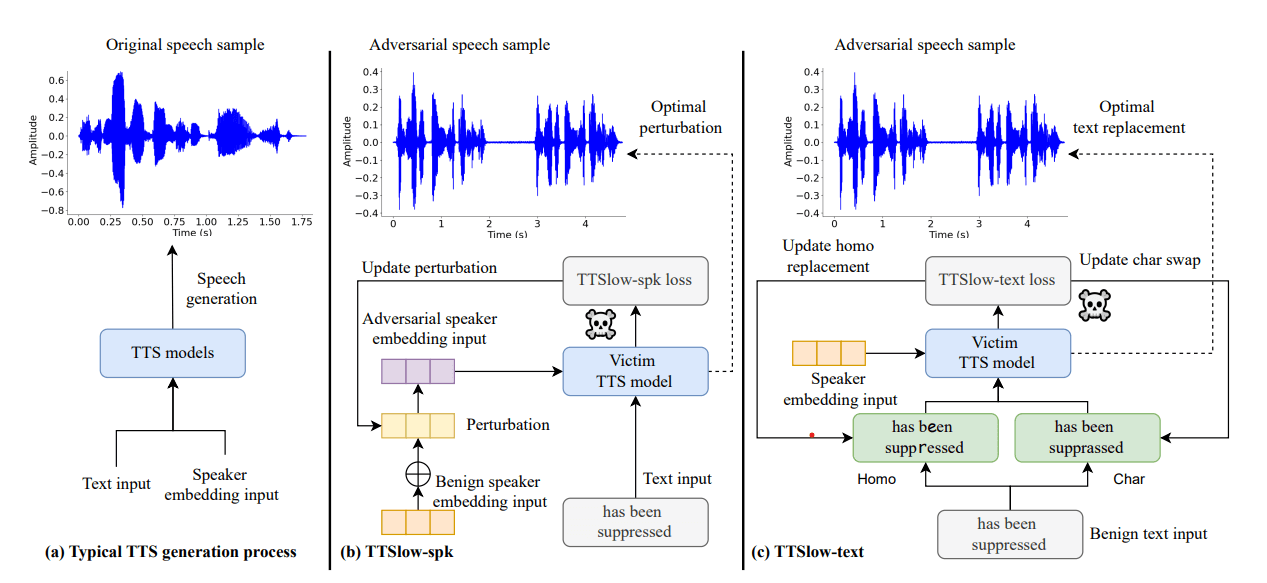 Original speech sample
0.6
0.4
0.2
0.0
−0.2
−0.4
−0.6
−0.8
Amplitude
0.00 0.25 0.50 0.75 1.00 1.25 1.50 1.75
Time (s)
Speech
generation
TTS models
Text input
Speaker
embedding input
(a) Typical TTS generation process
Adversarial speech sample
0.4
0.3
0.2
0.1
0.0
−0.1
−0.2
−0.3
−0.4
Amplitude
0 1 2 3 4
Time (s)
Optimal
perturbation
Update perturbation
TTSlow-spk loss
Adversarial speaker
embedding input
Victim
TTS model
Perturbation
Benign speaker
embedding input
Text input
has been
suppressed
(b) TTSlow-spk
Adversarial speech sample
0.4
0.3
0.2
0.1
0.0
−0.1
−0.2
−0.3
−0.4
Amplitude
0 1 2 3 4
Time (s)
Optimal
text replacement
Update homo
replacement
TTSlow-text loss
Update char swap
Victim
TTS model
Speaker
embedding input
has been
suppressed
has been
supprassed
Homo
Char
has been
suppressed
Benign text input
(c) TTSlow-text